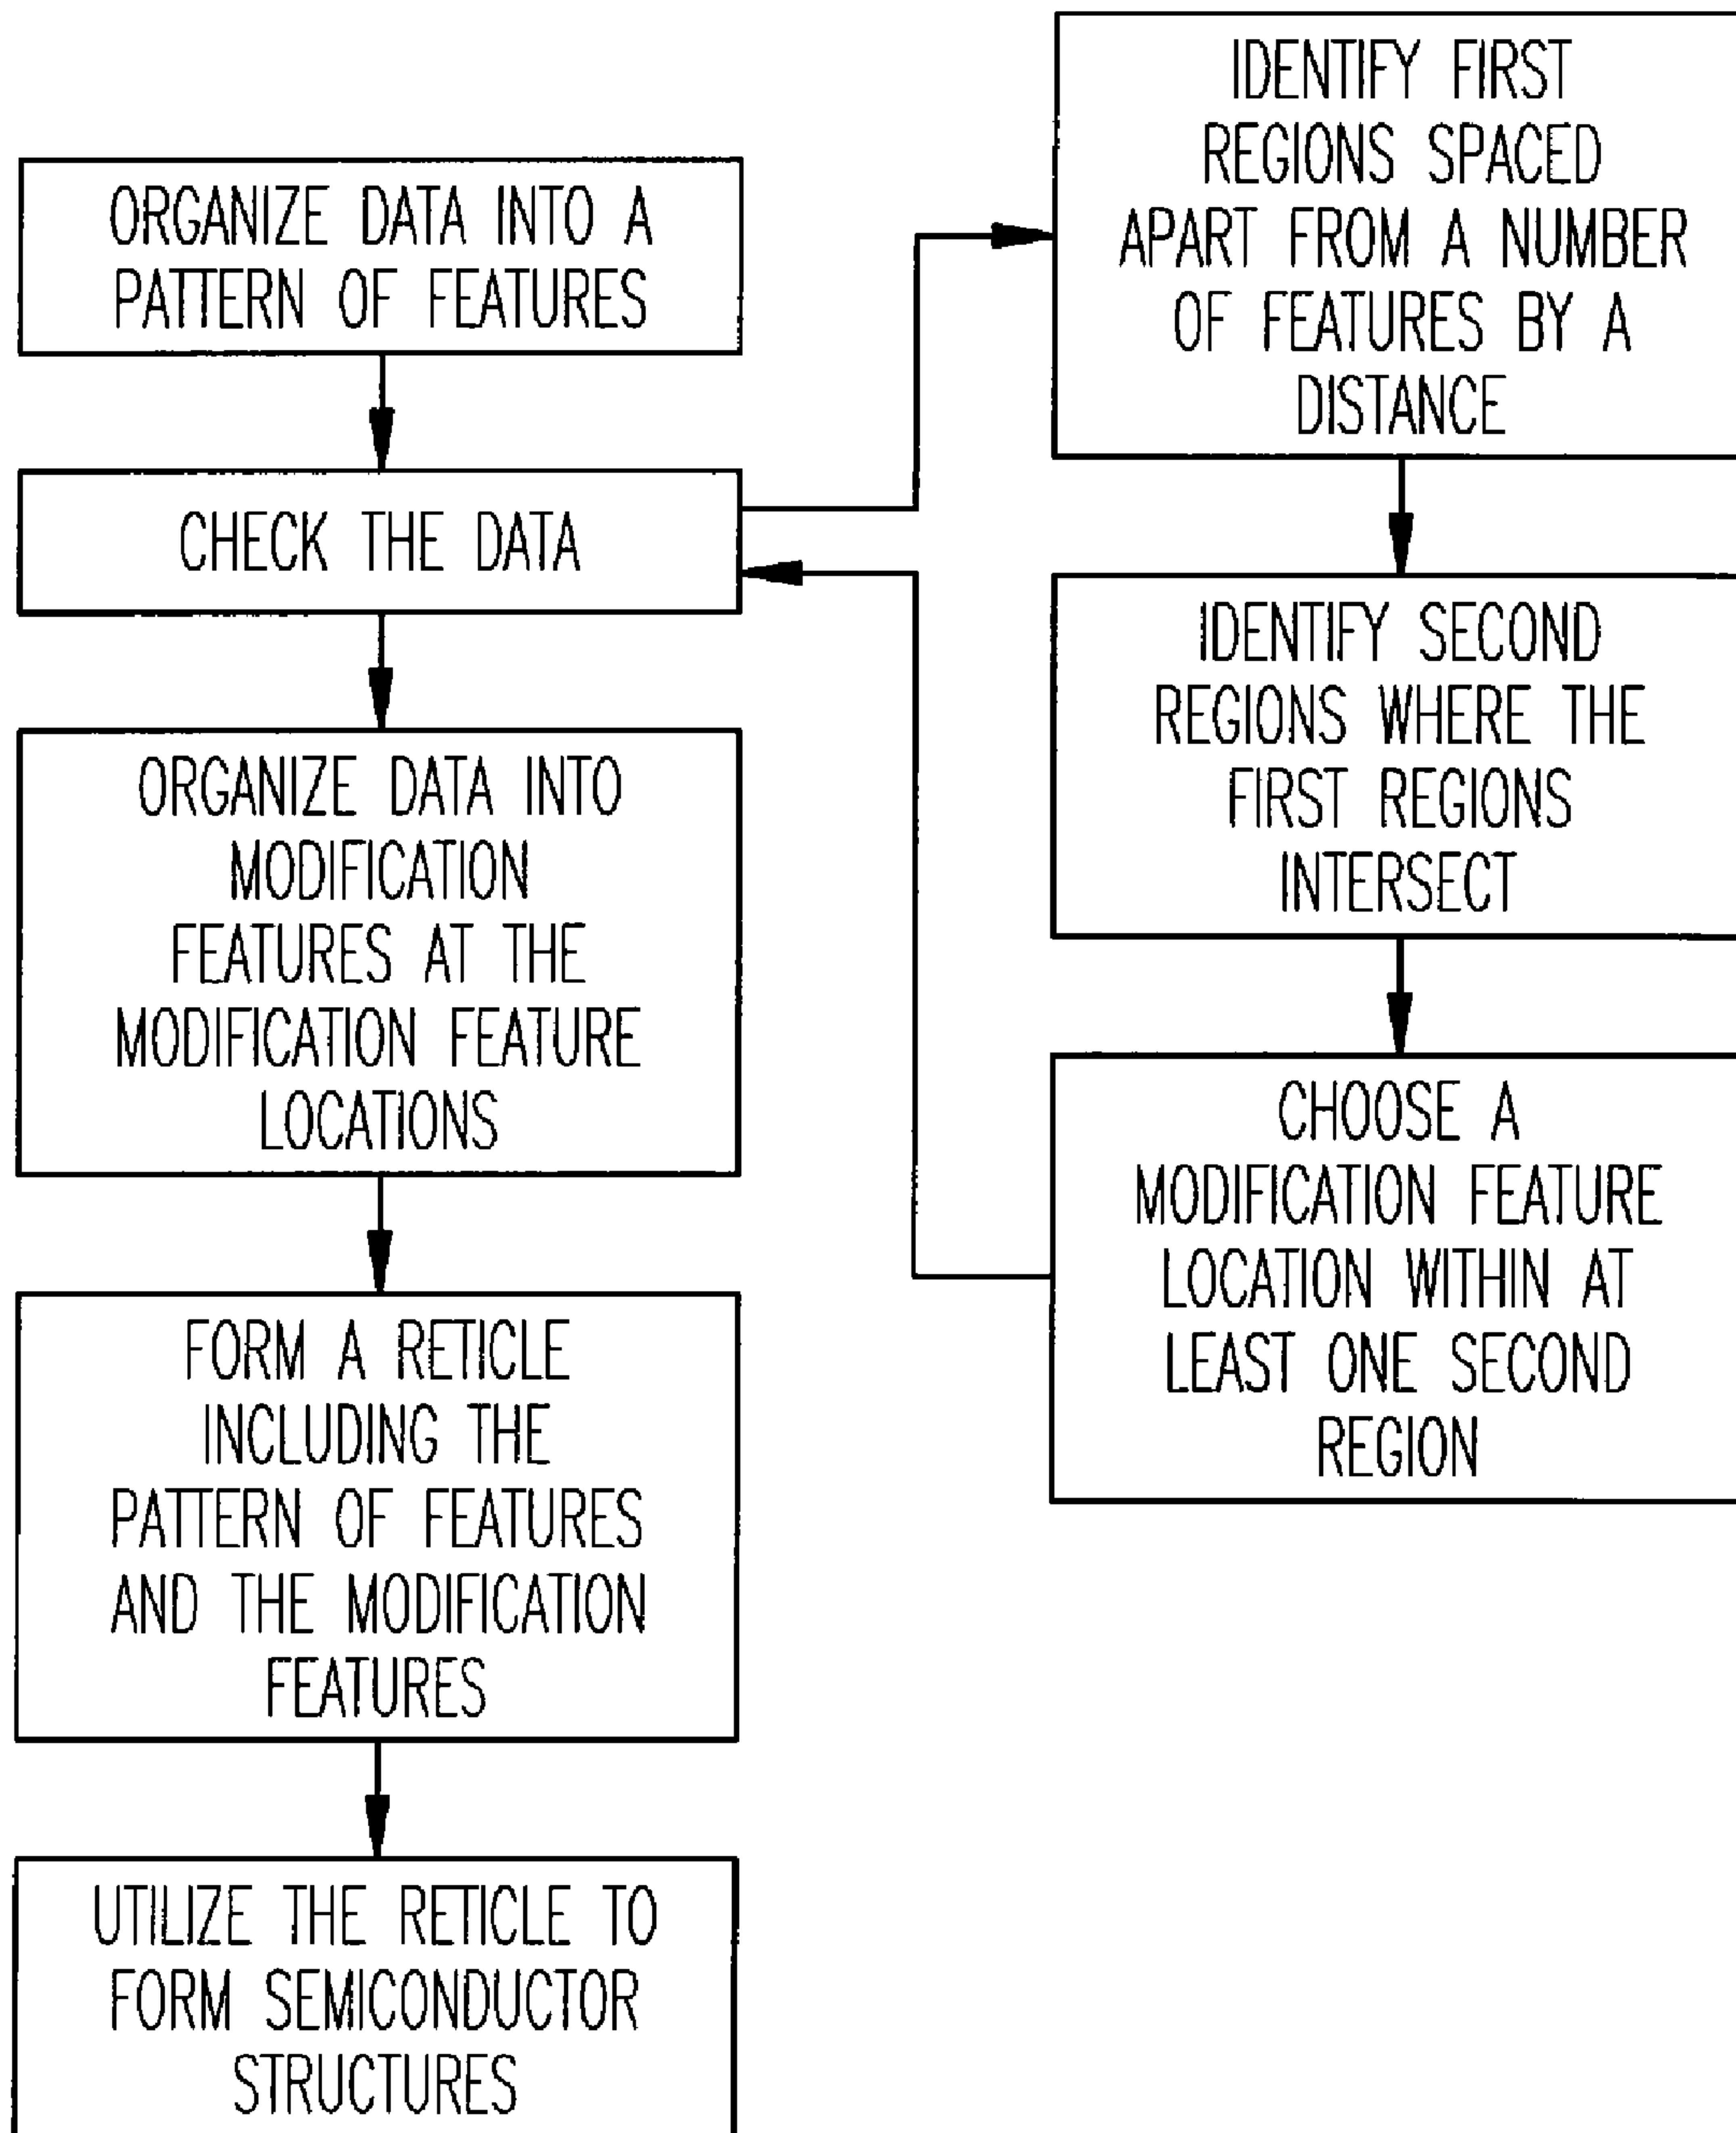 ORGANIZE DATA INTO A
PATTERN OF FEATURES
CHECK THE DATA
ORGANIZE DATA INTO
MODIFICATION
FEATURES AT THE
MODIFICATION FEATURE
LOCATIONS
FORM A RETICLE
INCLUDING THE
PATTERN OF FEATURES
AND THE MODIFICATION
FEATURES
UTILIZE THE RETICLE TO
FORM SEMICONDUCTOR
STRUCTURES
IDENTIFY FIRST
REGIONS SPACED
APART FROM A NUMBER
OF FEATURES BY A
DISTANCE
IDENTIFY SECOND
REGIONS WHERE THE
FIRST REGIONS
INTERSECT
CHOOSE A
MODIFICATION FEATURE
LOCATION WITHIN AT
LEAST ONE SECOND
REGION